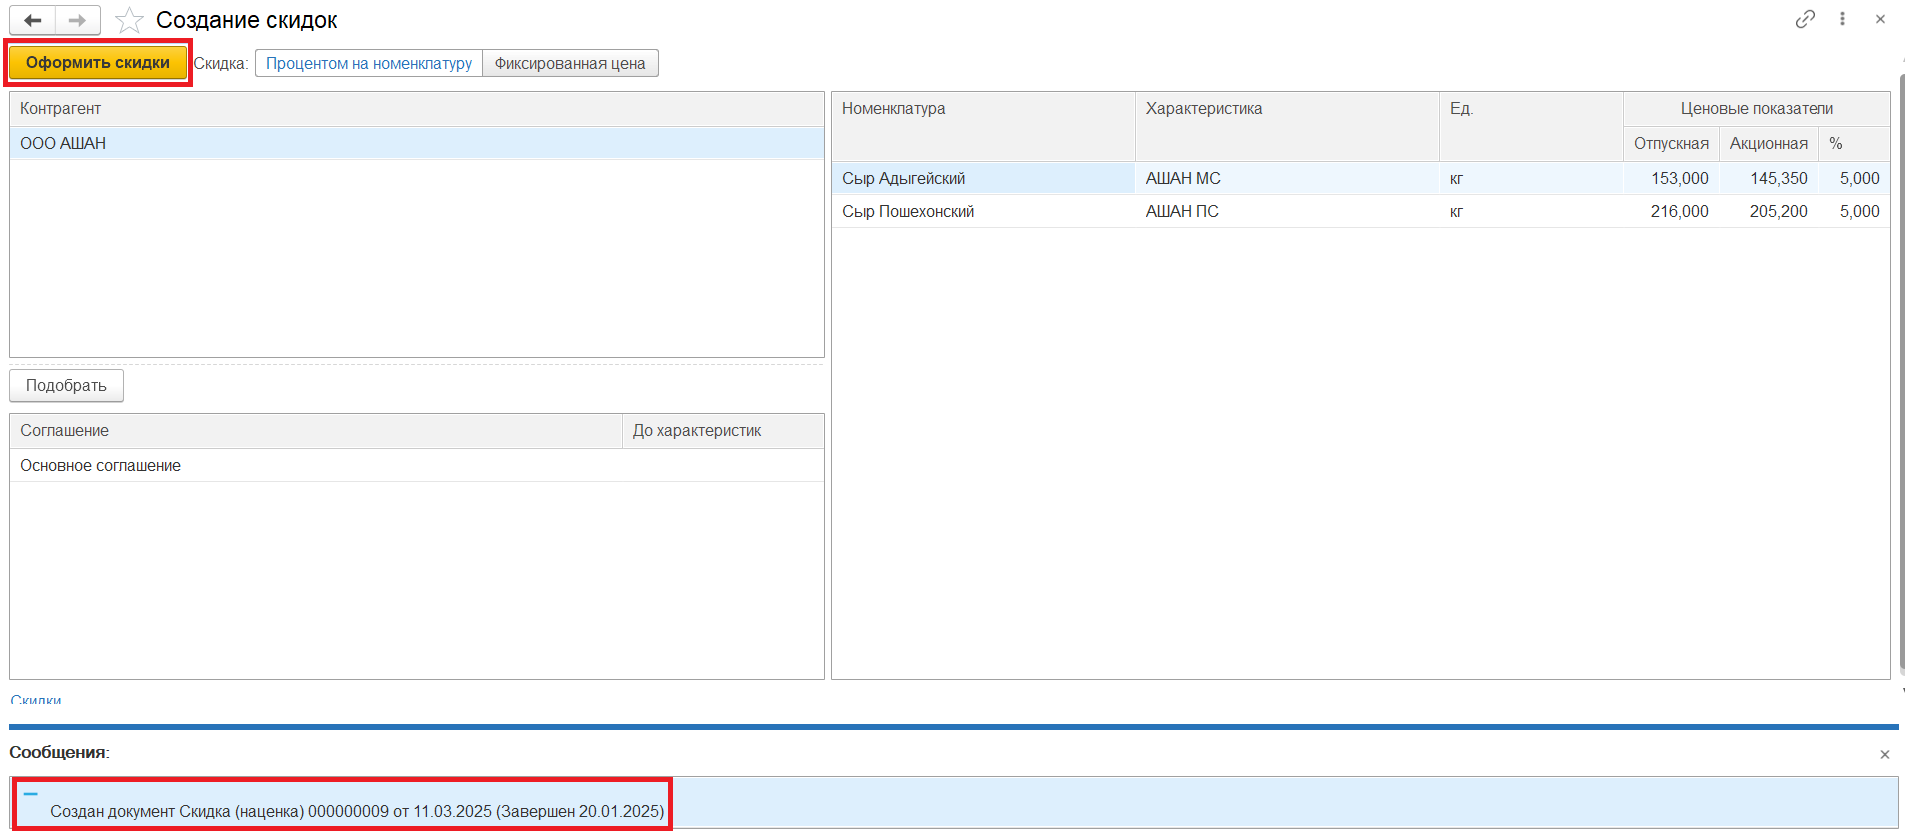 Создание скидок
Оформить скидки Скидка: Процентом на номенклатуру Фиксированная цена
Контрагент
ООО АШАН
Подобрать
Соглашение До характеристик
Основное соглашение
Номенклатура Характеристика Ед. Ценовые показатели
Отпускная Акционная %
Сыр Адыгейский АШАН МС кг 153,000 145,350 5,000
Сыр Пошехонский АШАН ПС кг 216,000 205,200 5,000
Скидки
Сообщения:
Создан документ Скидка (наценка) 000000009 от 11.03.2025 (Завершен 20.01.2025)